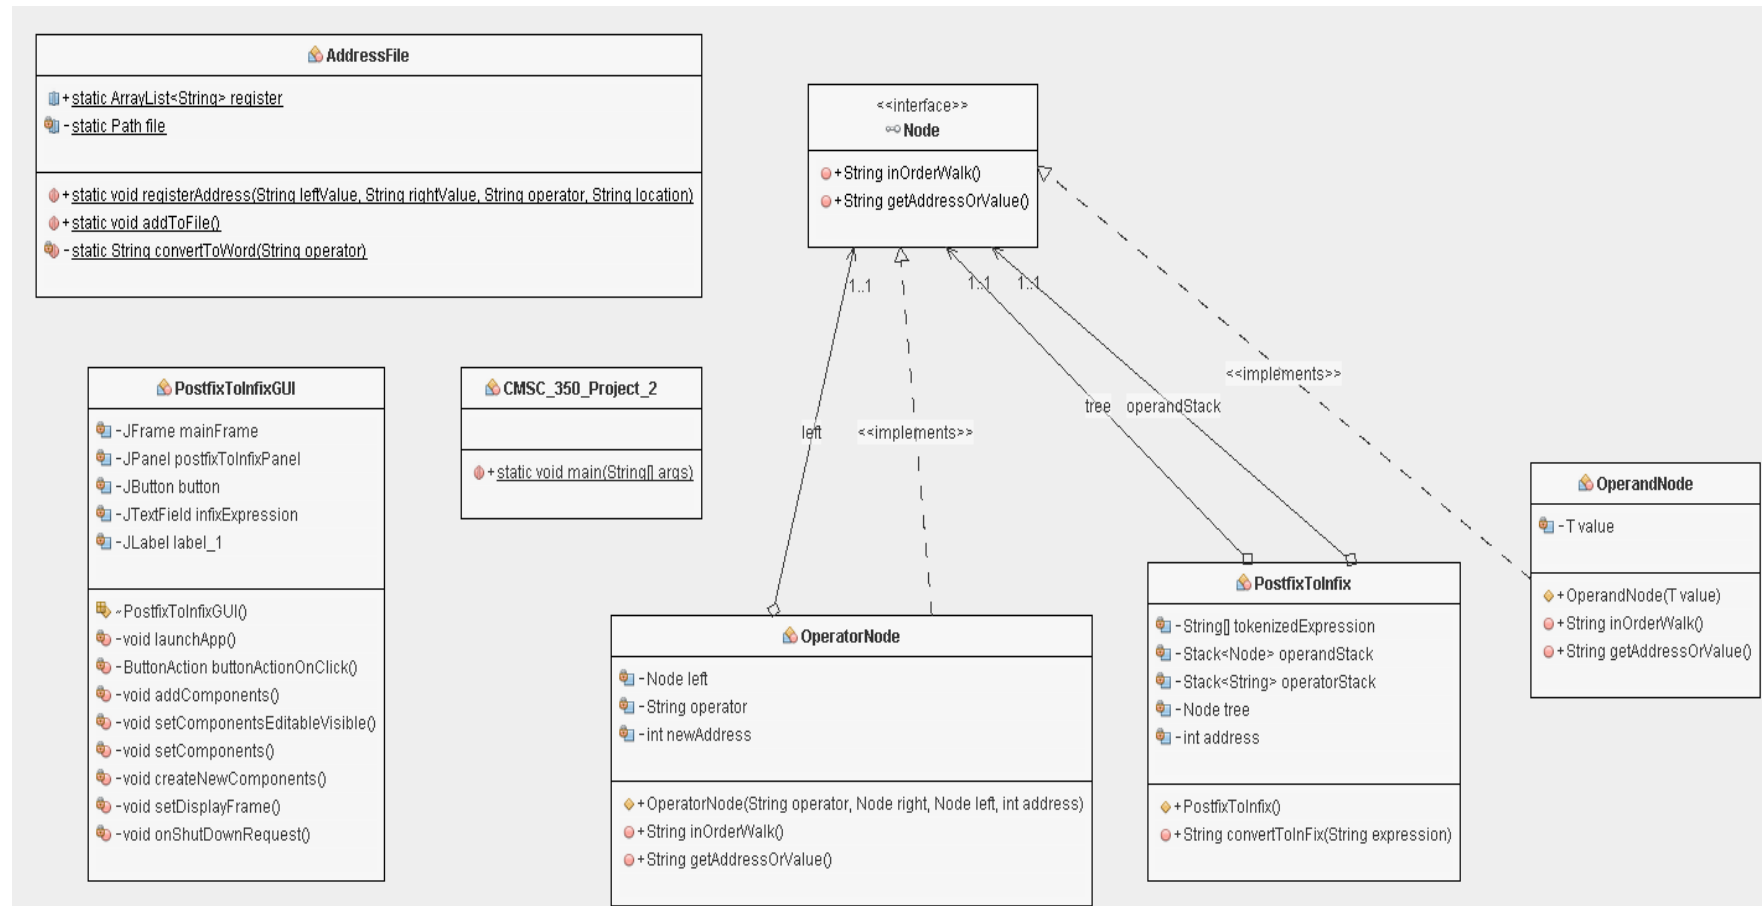 AddressFile
+ static ArrayList<String> register
- static Path file
+ static void registerAddress(String leftValue, String rightValue, String operator, String location)
+ static void addToFile()
- static String convertToWord(String operator)
<<interface>>
Node
+ String inOrderWalk()
+ String getAddressOrValue()
1..1
1..1
1..1
<<implements>>
tree
operandStack
left
<<implements>>
PostfixToInfixGUI
- JFrame mainFrame
- JPanel postfixToInfixPanel
- JButton button
- JTextField infixExpression
- JLabel label_1
~ PostfixToInfixGUI()
- void launchApp()
- ButtonAction buttonActionOnClick()
- void addComponents()
- void setComponentsEditableVisible()
- void setComponents()
- void createNewComponents()
- void setDisplayFrame()
- void onShutDownRequest()
CMSC_350_Project_2
+ static void main(String[] args)
OperatorNode
- Node left
- String operator
- int newAddress
+ OperatorNode(String operator, Node right, Node left, int address)
+ String inOrderWalk()
+ String getAddressOrValue()
PostfixToInfix
- String[] tokenizedExpression
- Stack<Node> operandStack
- Stack<String> operatorStack
- Node tree
- int address
+ PostfixToInfix()
+ String convertToInFix(String expression)
OperandNode
- T value
+ OperandNode(T value)
+ String inOrderWalk()
+ String getAddressOrValue()